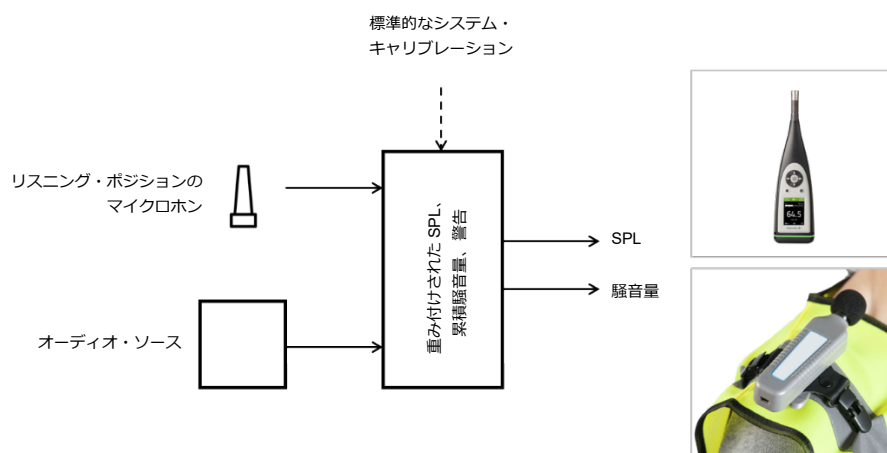 標準的なシステム・
キャリブレーション
リスニング・ポジションの
マイクロホン
重み付けされた SPL、
累積騒音量、警告
SPL
騒音量
オーディオ・ソース
64.5